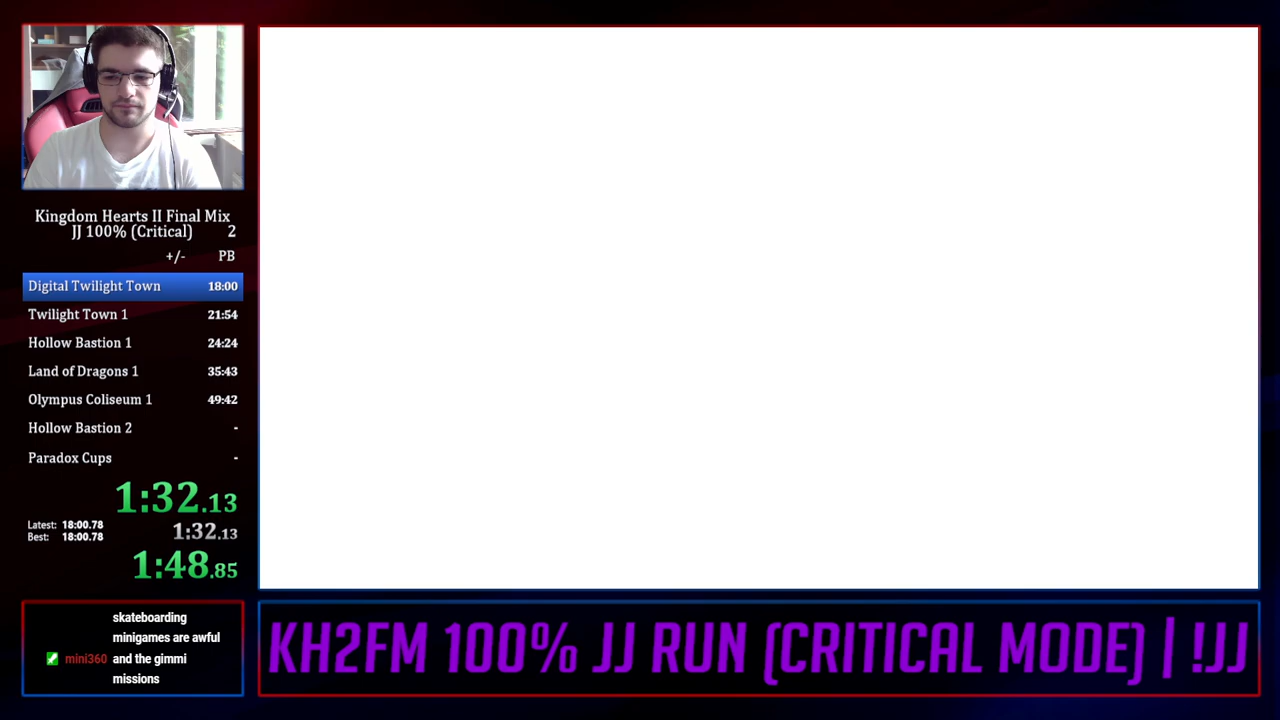 Kingdom Hearts II Final Mix
JJ 100% (Critical) 2
+/- PB
Digital Twilight Town 18:00
Twilight Town 1 21:54
Hollow Bastion 1 24:24
Land of Dragons 1 35:43
Olympus Coliseum 1 49:42
Hollow Bastion 2 -
Paradox Cups -
1:32.13
Latest: 18:00.78 1:32.13
Best: 18:00.78
1:48.85
skateboarding
minigames are awful
mini360 and the gimmi
missions
KH2FM 100% JJ RUN (CRITICAL MODE) | !JJ